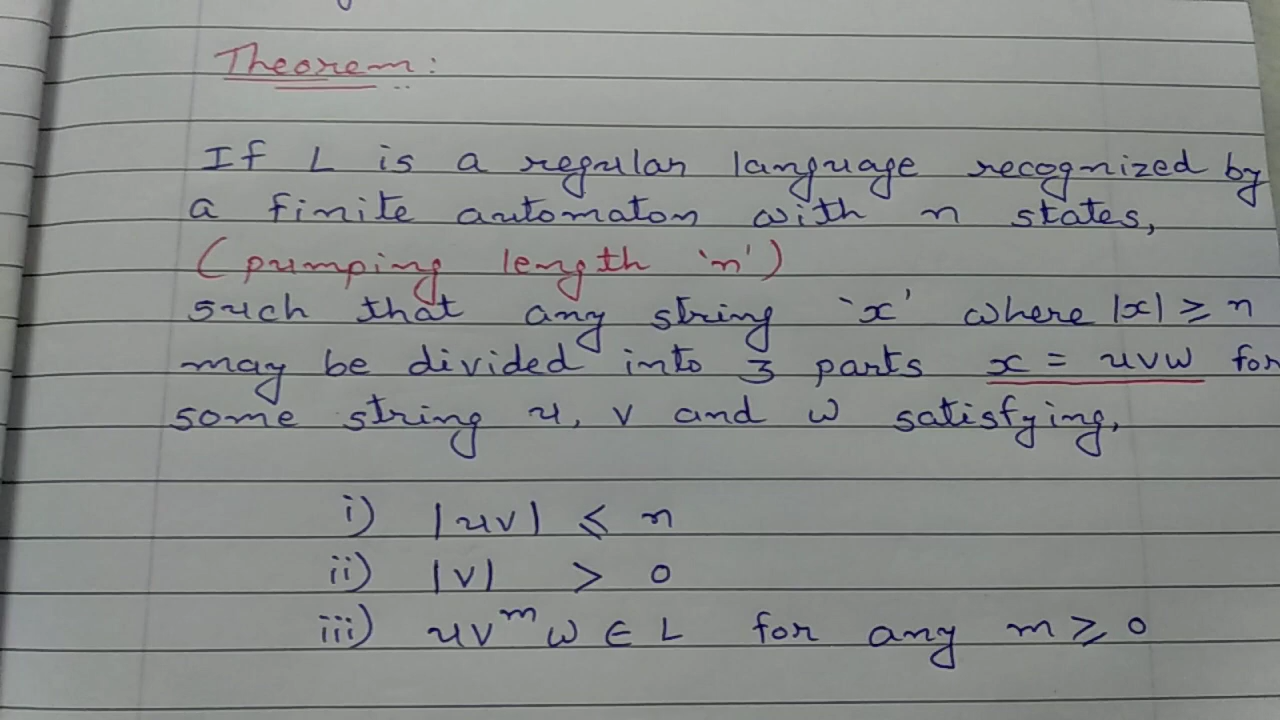 Theorem:
If L is a regular language recognized by
a finite automaton with n states,
(pumping length 'n')
such that any string 'x' where |x| ≥ n
may be divided into 3 parts x = uvw for
some string u, v and w satisfying,
i) |uv| ≤ n
ii) |v| > 0
iii) uvᵐw ∈ L for any m ≥ 0